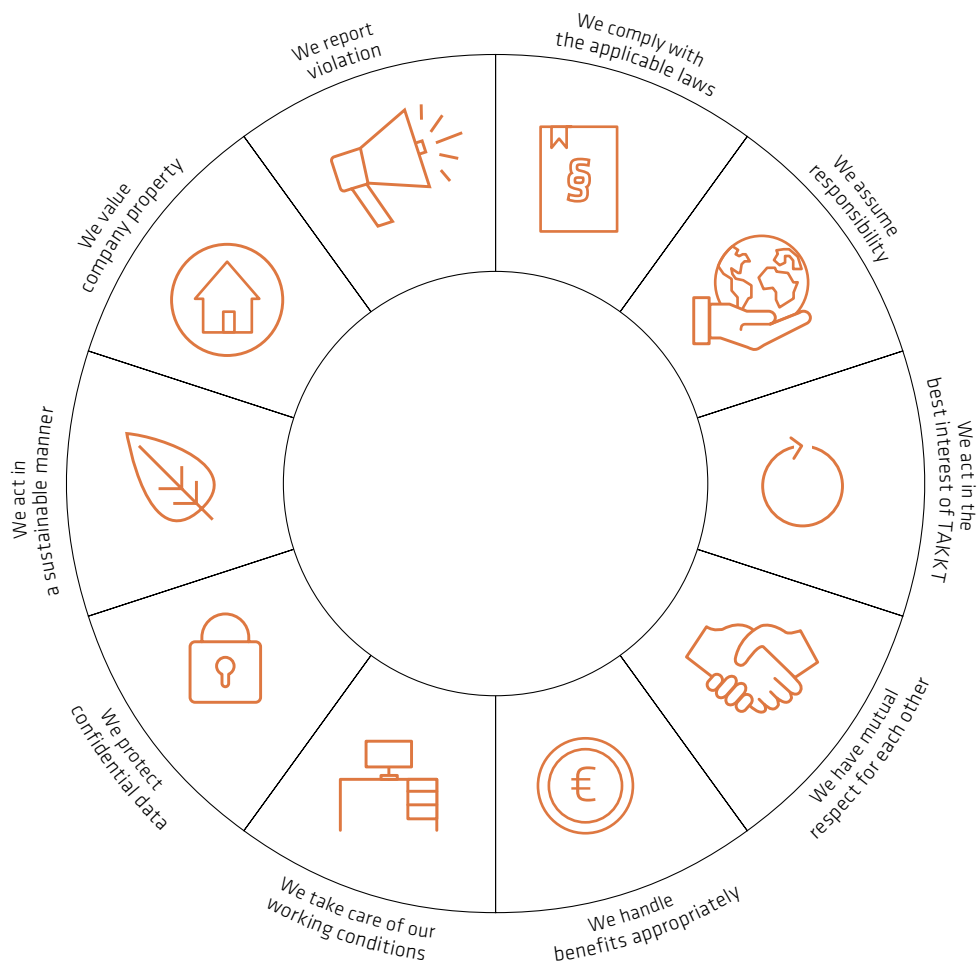 We comply with
the applicable laws
We assume
responsibility
We act in the
best interest of TAKKT
We have mutual
respect for each other
We handle
benefits appropriately
We take care of our
working conditions
We protect
confidential data
We act in
a sustainable manner
We value
company property
We report
violation
§
€